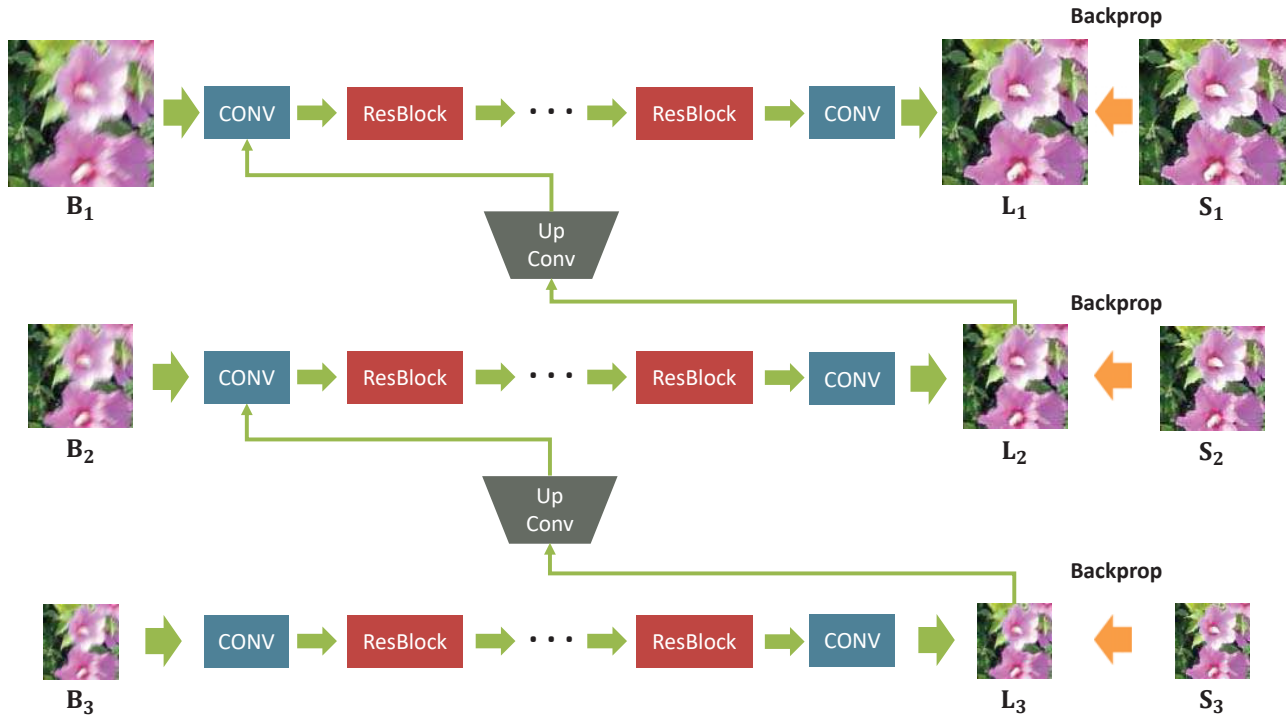 Backprop
CONV
ResBlock
· · ·
ResBlock
CONV
B₁
L₁
S₁
Up
Conv
Backprop
CONV
ResBlock
· · ·
ResBlock
CONV
B₂
L₂
S₂
Up
Conv
Backprop
CONV
ResBlock
· · ·
ResBlock
CONV
B₃
L₃
S₃